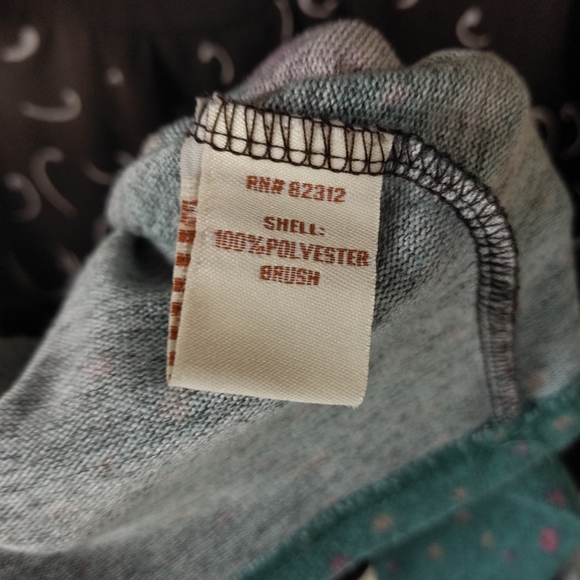 RN# 82312
SHELL:
100%POLYESTER
BRUSH